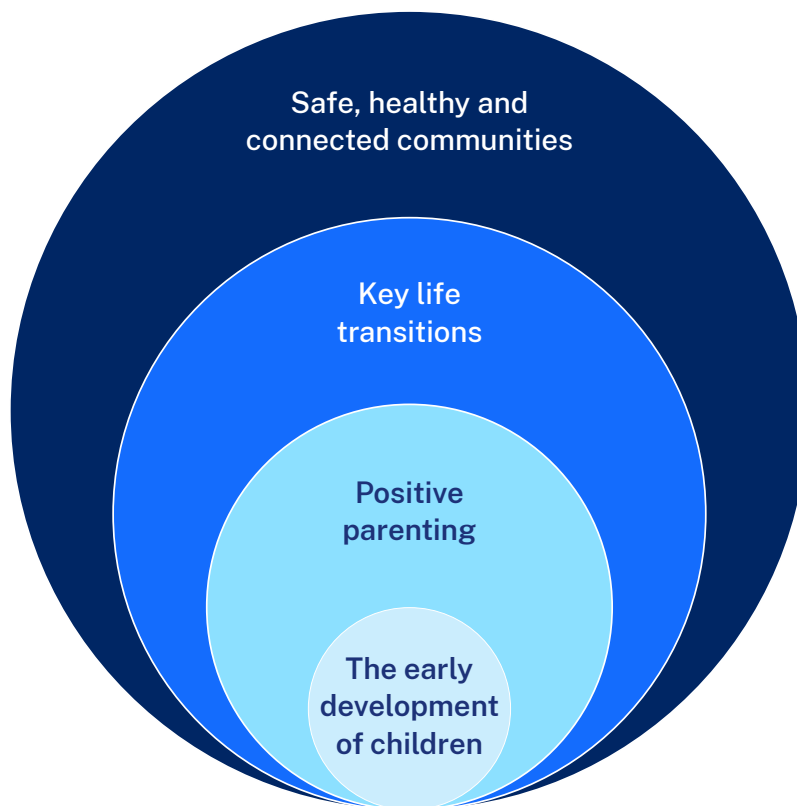 Safe, healthy and
connected communities
Key life
transitions
Positive
parenting
The early
development
of children